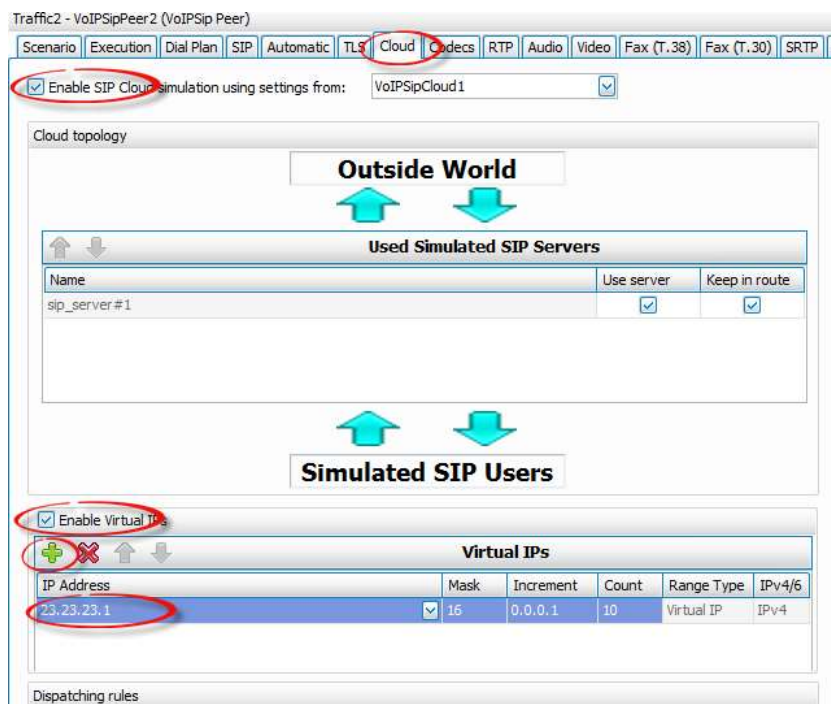 Traffic2 - VoIPSipPeer2 (VoIPSip Peer)
Scenario Execution Dial Plan SIP Automatic TLS Cloud Codecs RTP Audio Video Fax (T.38) Fax (T.30) SRTP
Enable SIP Cloud simulation using settings from: VoIPSipCloud1
Cloud topology
Outside World
Used Simulated SIP Servers
Name Use server Keep in route
sip_server#1
Simulated SIP Users
Enable Virtual IPs
Virtual IPs
IP Address Mask Increment Count Range Type IPv4/6
23.23.23.1 16 0.0.0.1 10 Virtual IP IPv4
Dispatching rules